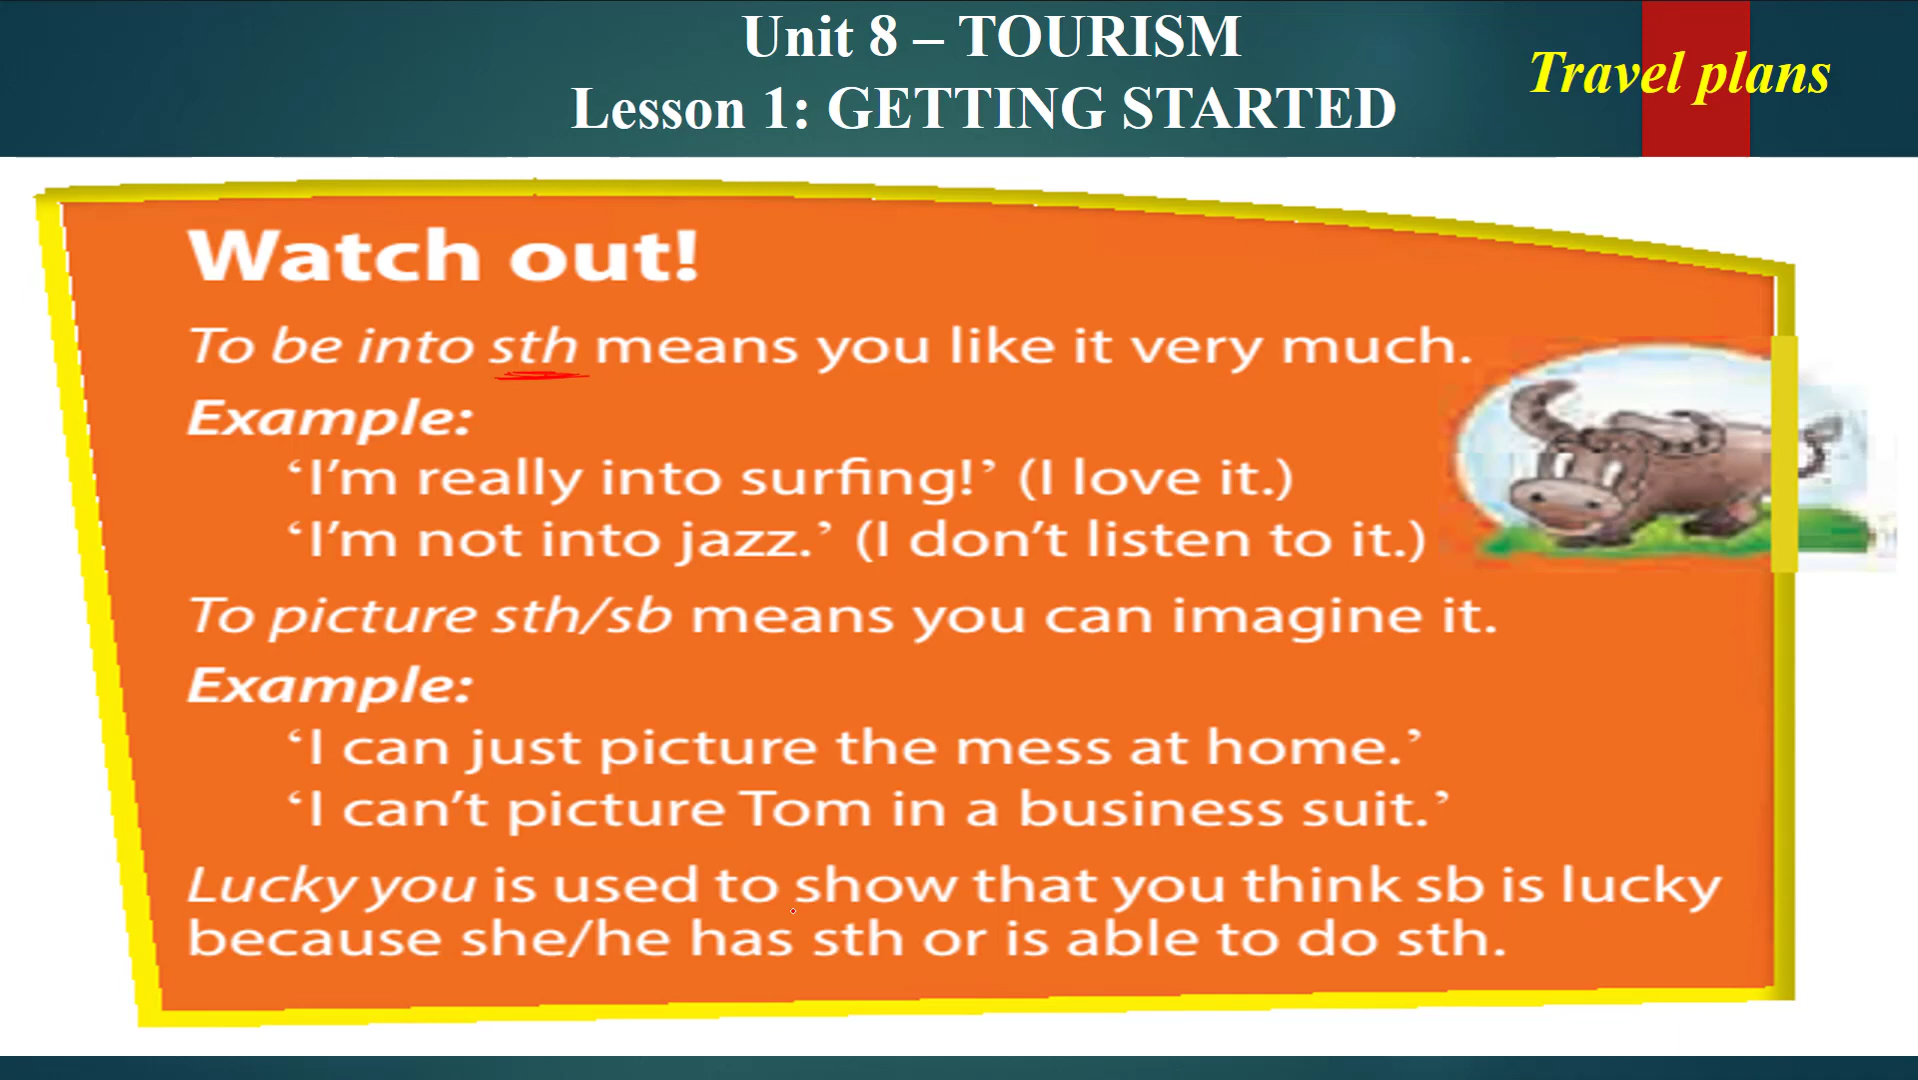 Unit 8 – TOURISM
Lesson 1: GETTING STARTED
Travel plans
Watch out!
To be into sth means you like it very much.
Example:
‘I’m really into surfing!’ (I love it.)
‘I’m not into jazz.’ (I don’t listen to it.)
To picture sth/sb means you can imagine it.
Example:
‘I can just picture the mess at home.’
‘I can’t picture Tom in a business suit.’
Lucky you is used to show that you think sb is lucky
because she/he has sth or is able to do sth.